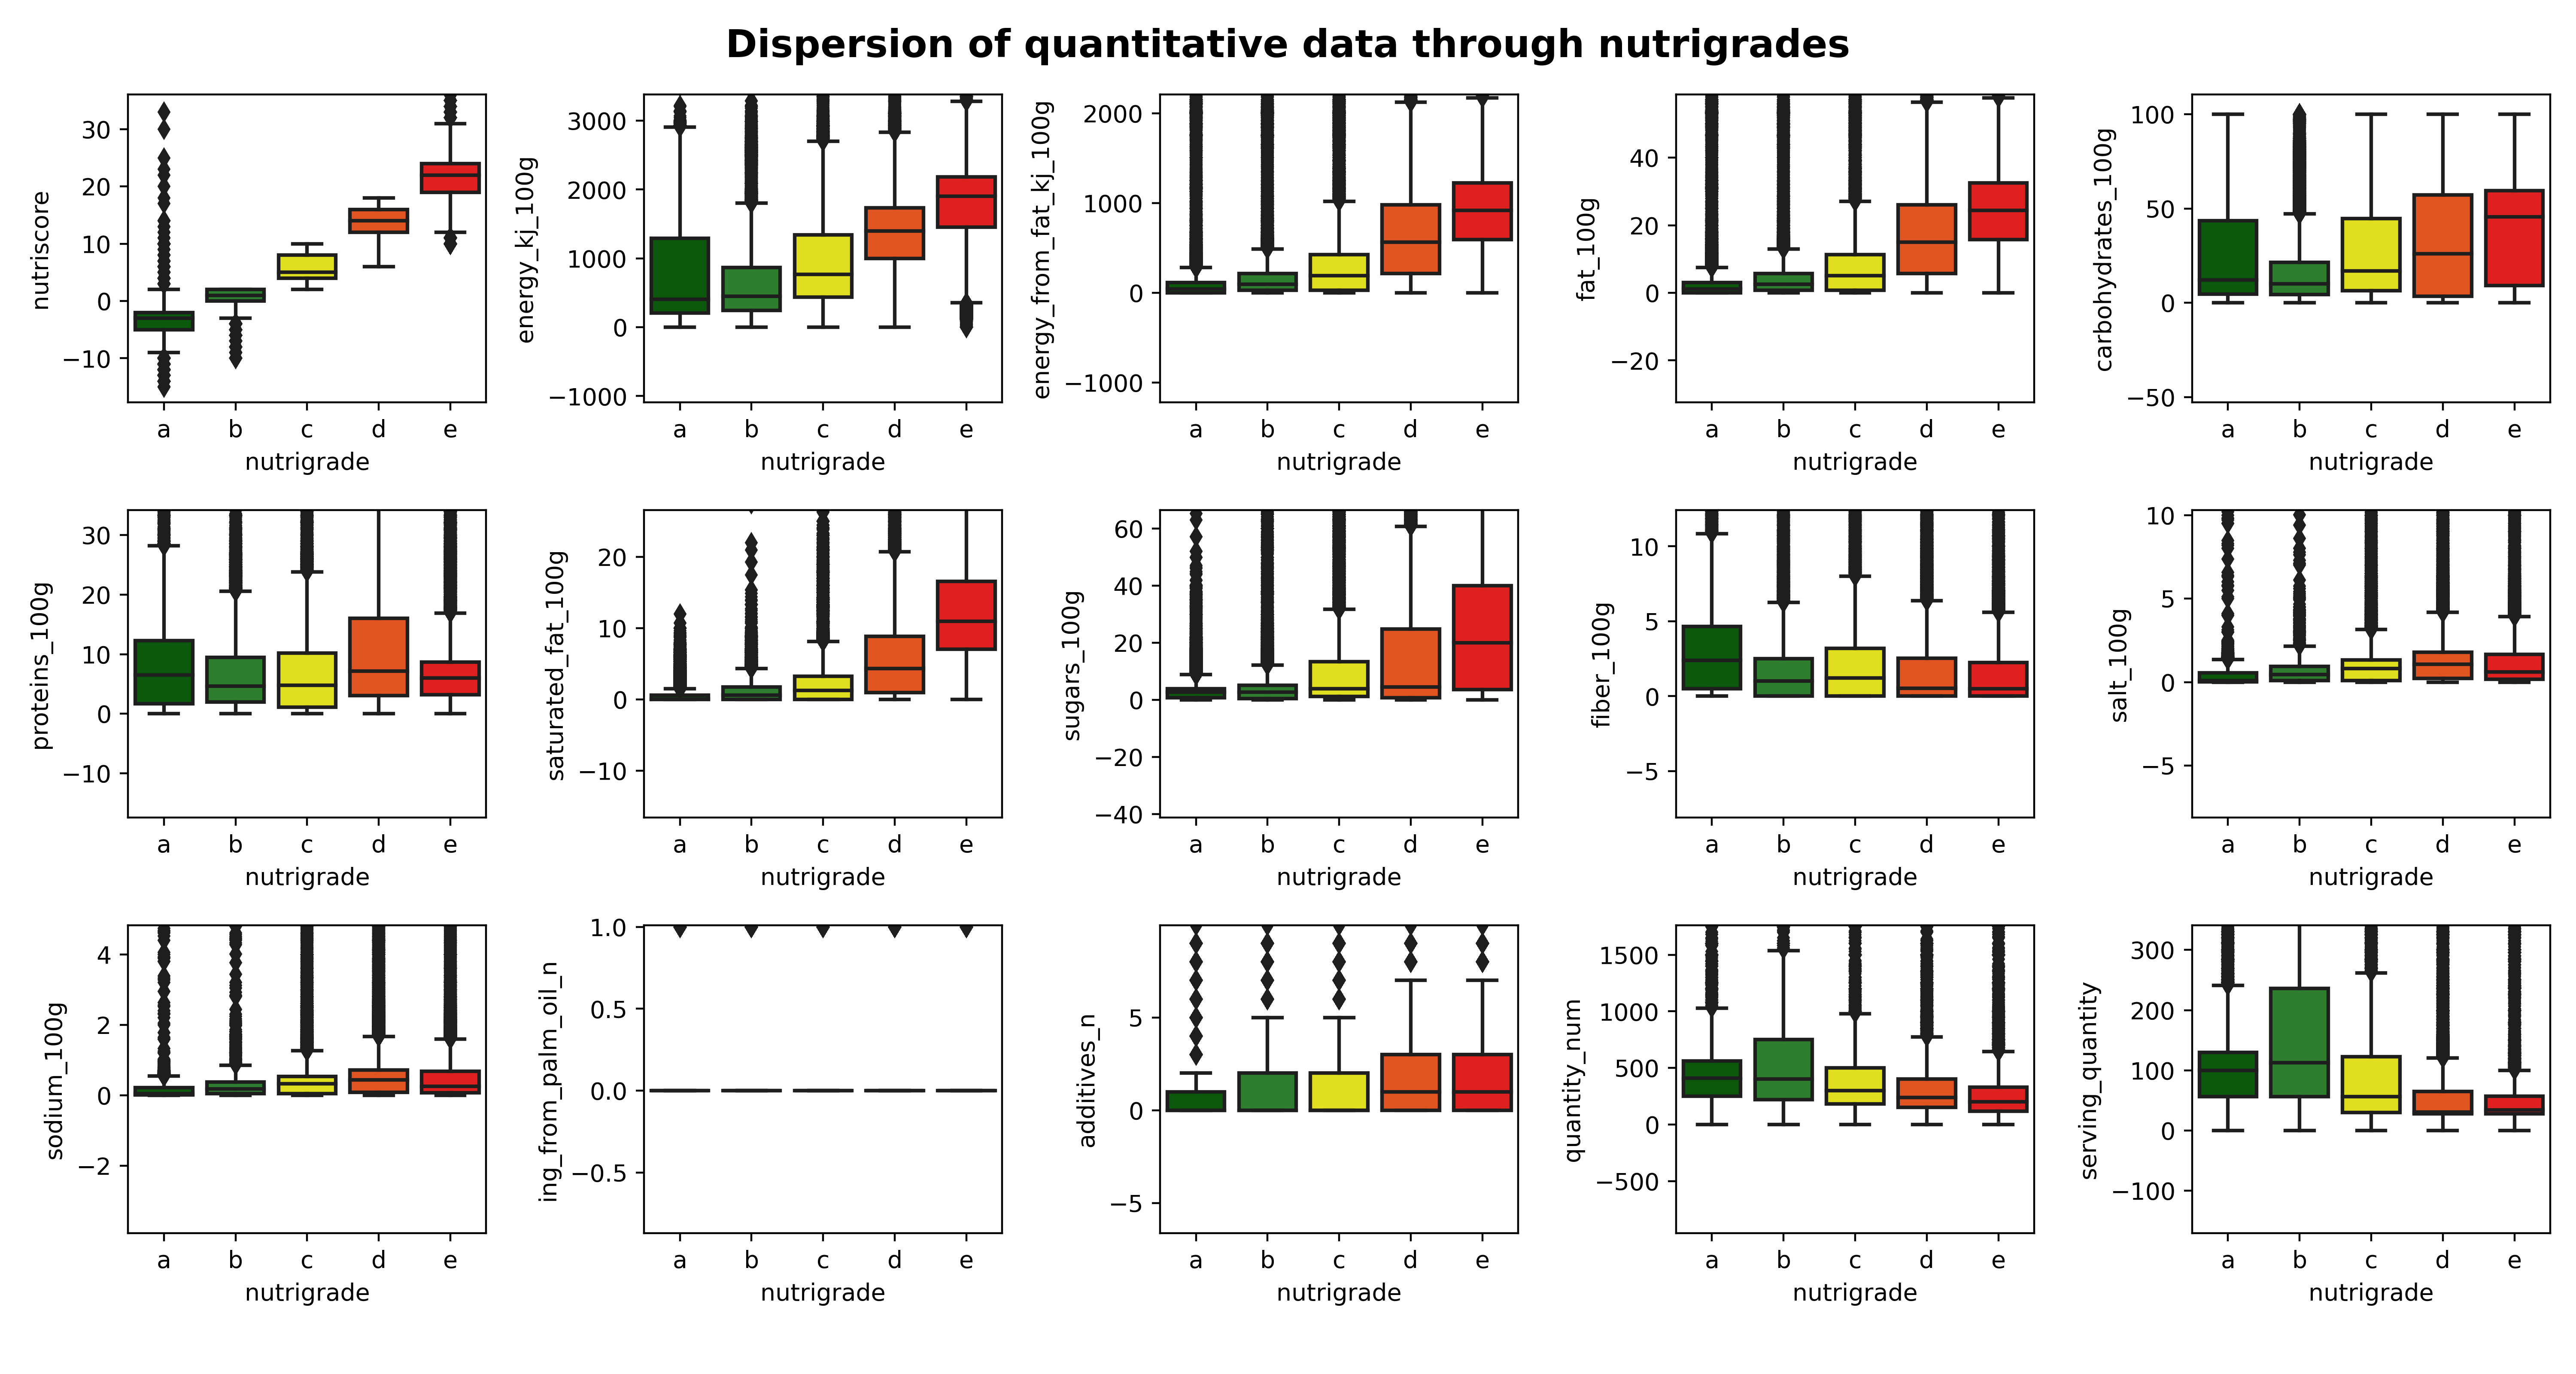 Dispersion of quantitative data through nutrigrades
nutriscore
30
20
10
0
−10
a b c d e
nutrigrade
energy_kj_100g
3000
2000
1000
0
−1000
a b c d e
nutrigrade
energy_from_fat_kj_100g
2000
1000
0
−1000
a b c d e
nutrigrade
fat_100g
40
20
0
−20
a b c d e
nutrigrade
carbohydrates_100g
100
50
0
−50
a b c d e
nutrigrade
proteins_100g
30
20
10
0
−10
a b c d e
nutrigrade
saturated_fat_100g
20
10
0
−10
a b c d e
nutrigrade
sugars_100g
60
40
20
0
−20
−40
a b c d e
nutrigrade
fiber_100g
10
5
0
−5
a b c d e
nutrigrade
salt_100g
10
5
0
−5
a b c d e
nutrigrade
sodium_100g
4
2
0
−2
a b c d e
nutrigrade
ing_from_palm_oil_n
1.0
0.5
0.0
−0.5
a b c d e
nutrigrade
additives_n
5
0
−5
a b c d e
nutrigrade
quantity_num
1500
1000
500
0
−500
a b c d e
nutrigrade
serving_quantity
300
200
100
0
−100
a b c d e
nutrigrade